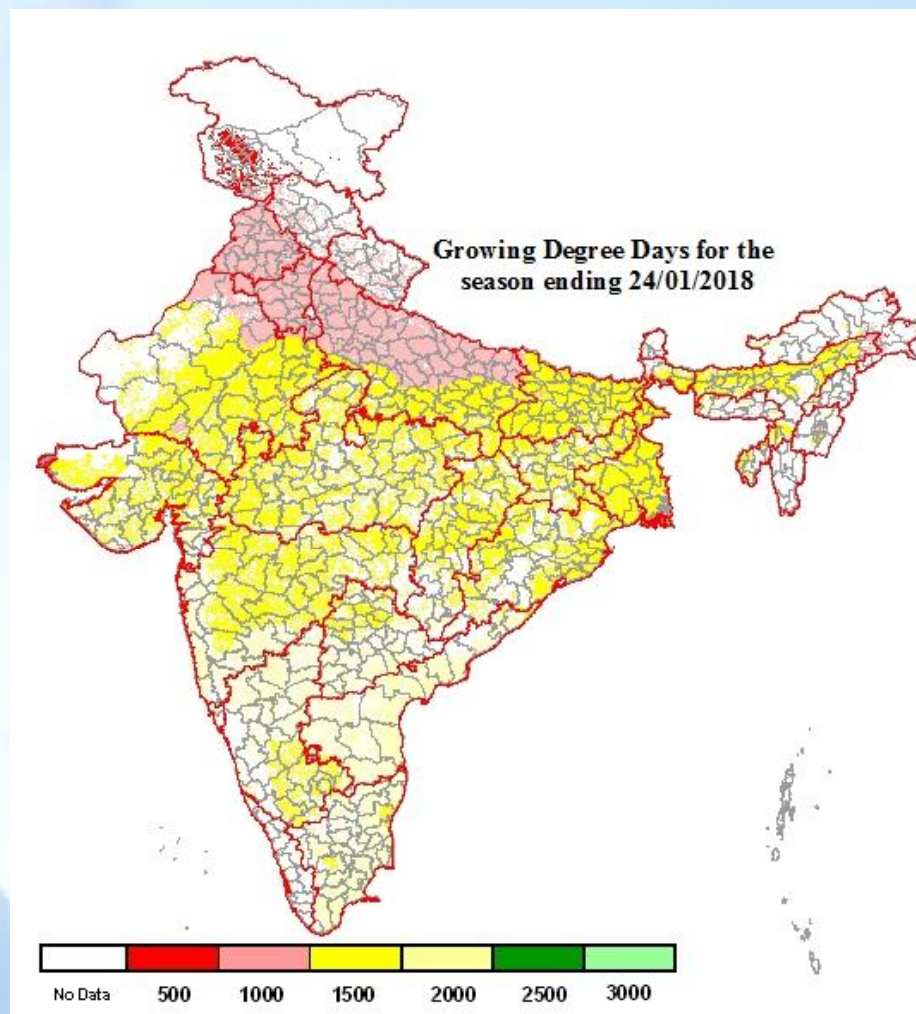 Growing Degree Days for the
season ending 24/01/2018
No Data 500 1000 1500 2000 2500 3000